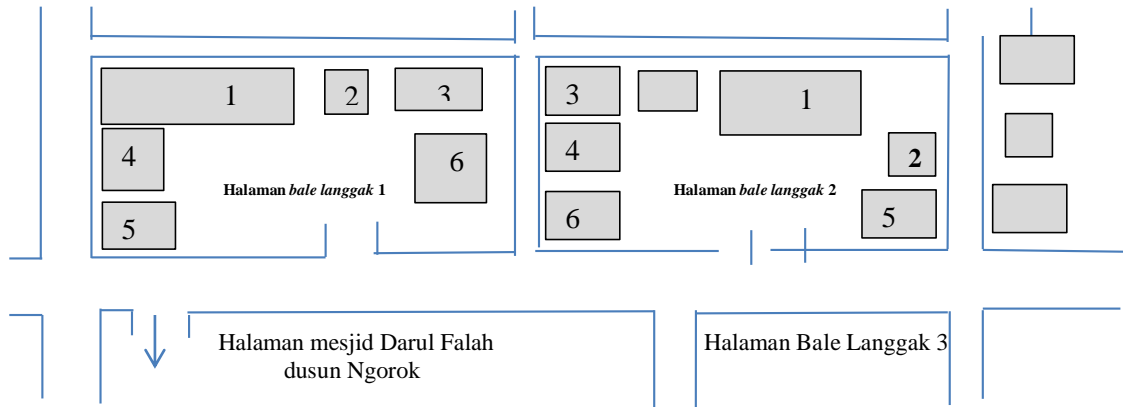 1
2
3
4
5
6
Halaman bale langgak 1
3
1
4
2
6
5
Halaman bale langgak 2
Halaman mesjid Darul Falah
dusun Ngorok
Halaman Bale Langgak 3